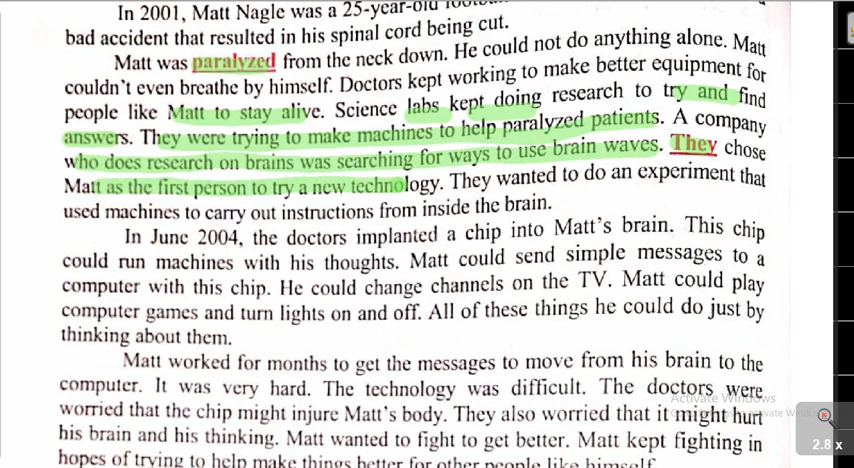 In 2001, Matt Nagle was a 25-year-old
bad accident that resulted in his spinal cord being cut.
Matt was paralyzed from the neck down. He could not do anything alone. Matt
couldn't even breathe by himself. Doctors kept working to make better equipment for
people like Matt to stay alive. Science labs kept doing research to try and find
answers. They were trying to make machines to help paralyzed patients. A company
who does research on brains was searching for ways to use brain waves. They chose
Matt as the first person to try a new technology. They wanted to do an experiment that
used machines to carry out instructions from inside the brain.
In June 2004, the doctors implanted a chip into Matt's brain. This chip
could run machines with his thoughts. Matt could send simple messages to a
computer with this chip. He could change channels on the TV. Matt could play
computer games and turn lights on and off. All of these things he could do just by
thinking about them.
Matt worked for months to get the messages to move from his brain to the
computer. It was very hard. The technology was difficult. The doctors were
Activate Windows
worried that the chip might injure Matt's body. They also worried that it might hurt
his brain and his thinking. Matt wanted to fight to get better. Matt kept fighting in
2.8 x
hopes of trying to help make things better for other people like himself.